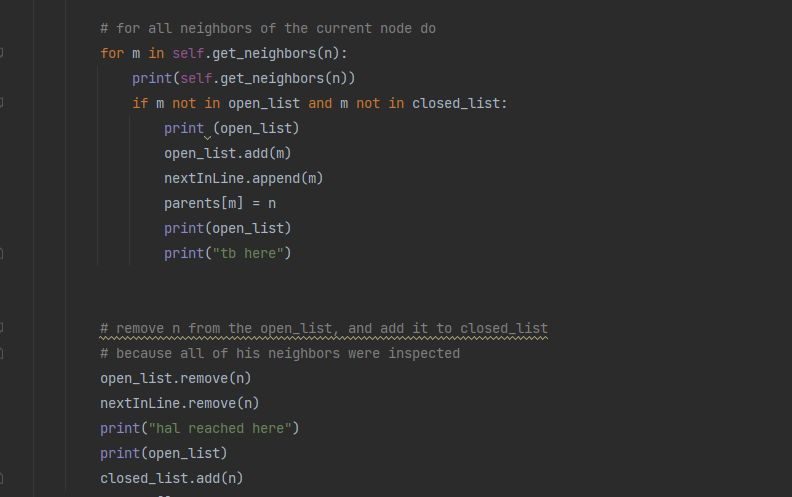 # for all neighbors of the current node do
for m in self.get_neighbors(n):
print(self.get_neighbors(n))
if m not in open_list and m not in closed_list:
print (open_list)
open_list.add(m)
nextInLine.append(m)
parents[m] = n
print(open_list)
print("tb here")
# remove n from the open_list, and add it to closed_list
# because all of his neighbors were inspected
open_list.remove(n)
nextInLine.remove(n)
print("hal reached here")
print(open_list)
closed_list.add(n)